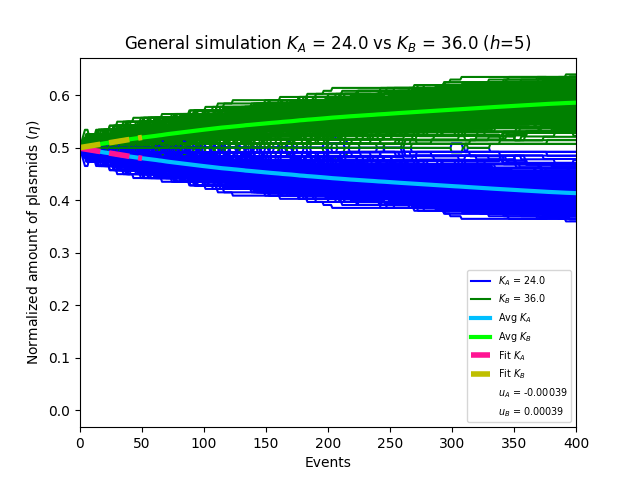 General simulation K_A = 24.0 vs K_B = 36.0 (h=5)
Normalized amount of plasmids (η)
0.6
0.5
0.4
0.3
0.2
0.1
0.0
K_A = 24.0
K_B = 36.0
Avg K_A
Avg K_B
Fit K_A
Fit K_B
u_A = -0.00039
u_B = 0.00039
0 50 100 150 200 250 300 350 400
Events